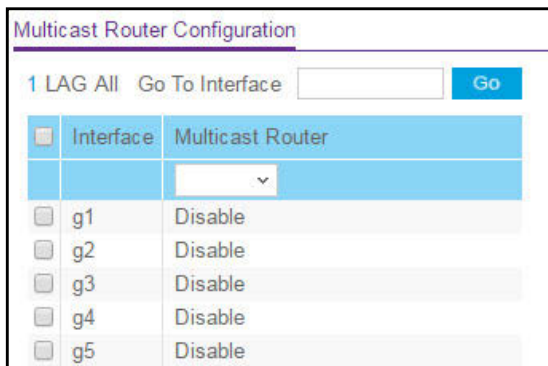 Multicast Router Configuration
1 LAG All Go To Interface Go
Interface Multicast Router
g1 Disable
g2 Disable
g3 Disable
g4 Disable
g5 Disable